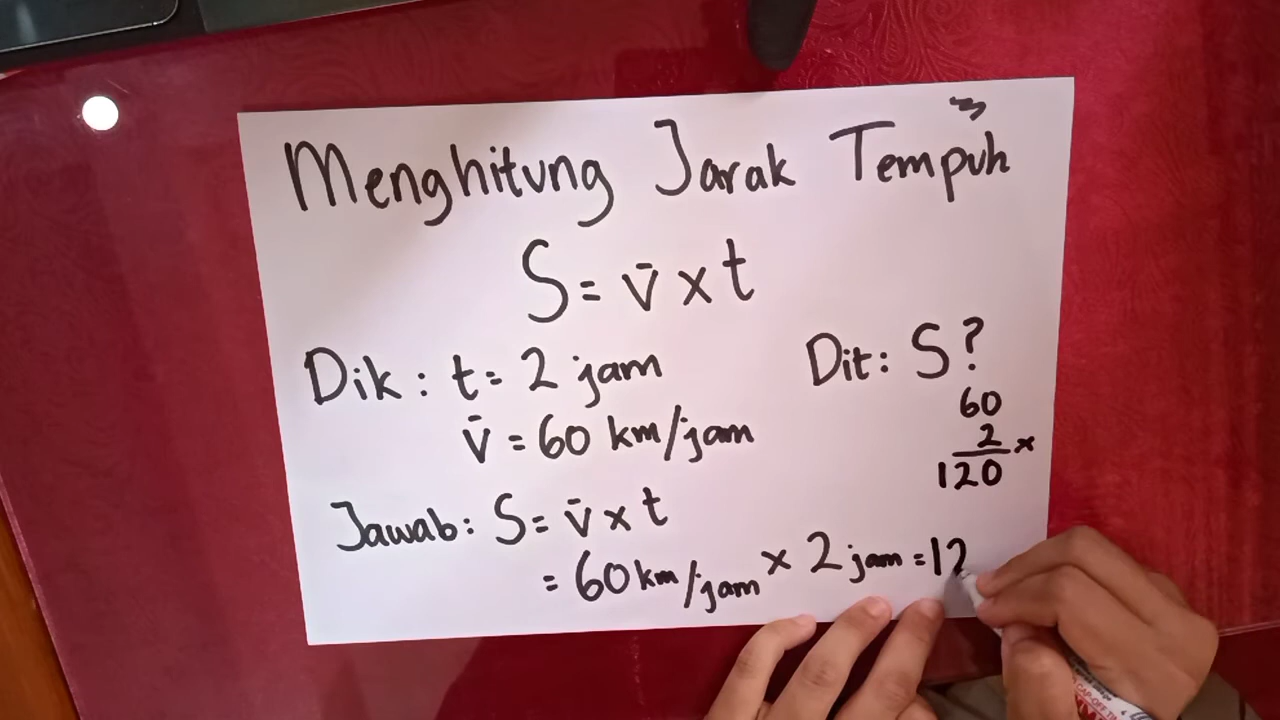 Menghitung Jarak Tempuh
S = v̄ x t
Dik : t = 2 jam
v̄ = 60 km/jam
Dit : S ?
60
2 x
120
Jawab : S = v̄ x t
= 60 km/jam x 2 jam = 12